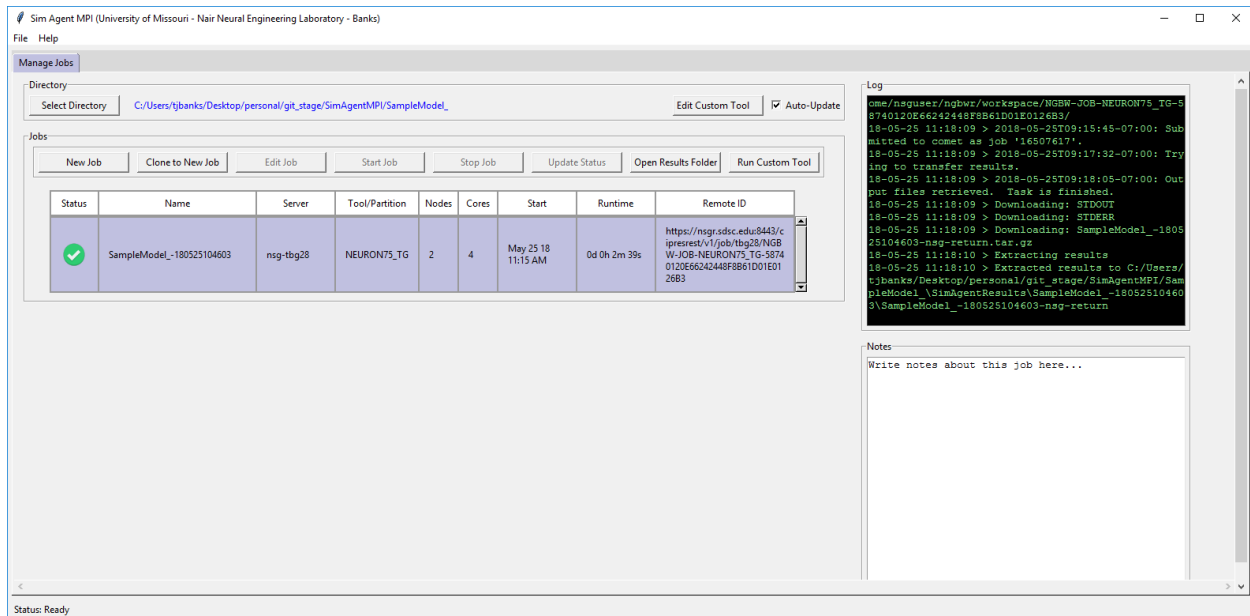 Sim Agent MPI (University of Missouri - Nair Neural Engineering Laboratory - Banks)
File Help
Manage Jobs
Directory
Select Directory C:/Users/tjbanks/Desktop/personal/git_stage/SimAgentMPI/SampleModel_ Edit Custom Tool Auto-Update
Jobs
New Job Clone to New Job Edit Job Start Job Stop Job Update Status Open Results Folder Run Custom Tool
Status Name Server Tool/Partition Nodes Cores Start Runtime Remote ID
SampleModel_-180525104603 nsg-tbg28 NEURON75_TG 2 4
May 25 18
11:15 AM
0d 0h 2m 39s
https://nsgr.sdsc.edu:8443/c
ipresrest/v1/job/tbg28/NGB
W-JOB-NEURON75_TG-5874
0120E66242448F8B61D01E01
26B3
Log
ome/nsguser/ngbwr/workspace/NGBW-JOB-NEURON75_TG-5
8740120E66242448F8B61D01E0126B3/
18-05-25 11:18:09 > 2018-05-25T09:15:45-07:00: Sub
mitted to comet as job '16507617'.
18-05-25 11:18:09 > 2018-05-25T09:17:32-07:00: Try
ing to transfer results.
18-05-25 11:18:09 > 2018-05-25T09:18:05-07:00: Out
put files retrieved.  Task is finished.
18-05-25 11:18:09 > Downloading: STDOUT
18-05-25 11:18:09 > Downloading: STDERR
18-05-25 11:18:09 > Downloading: SampleModel_-1805
25104603-nsg-return.tar.gz
18-05-25 11:18:10 > Extracting results
18-05-25 11:18:10 > Extracted results to C:/Users/
tjbanks/Desktop/personal/git_stage/SimAgentMPI/Sam
pleModel_\SimAgentResults\SampleModel_-18052510460
3\SampleModel_-180525104603-nsg-return
Notes
Write notes about this job here...
Status: Ready